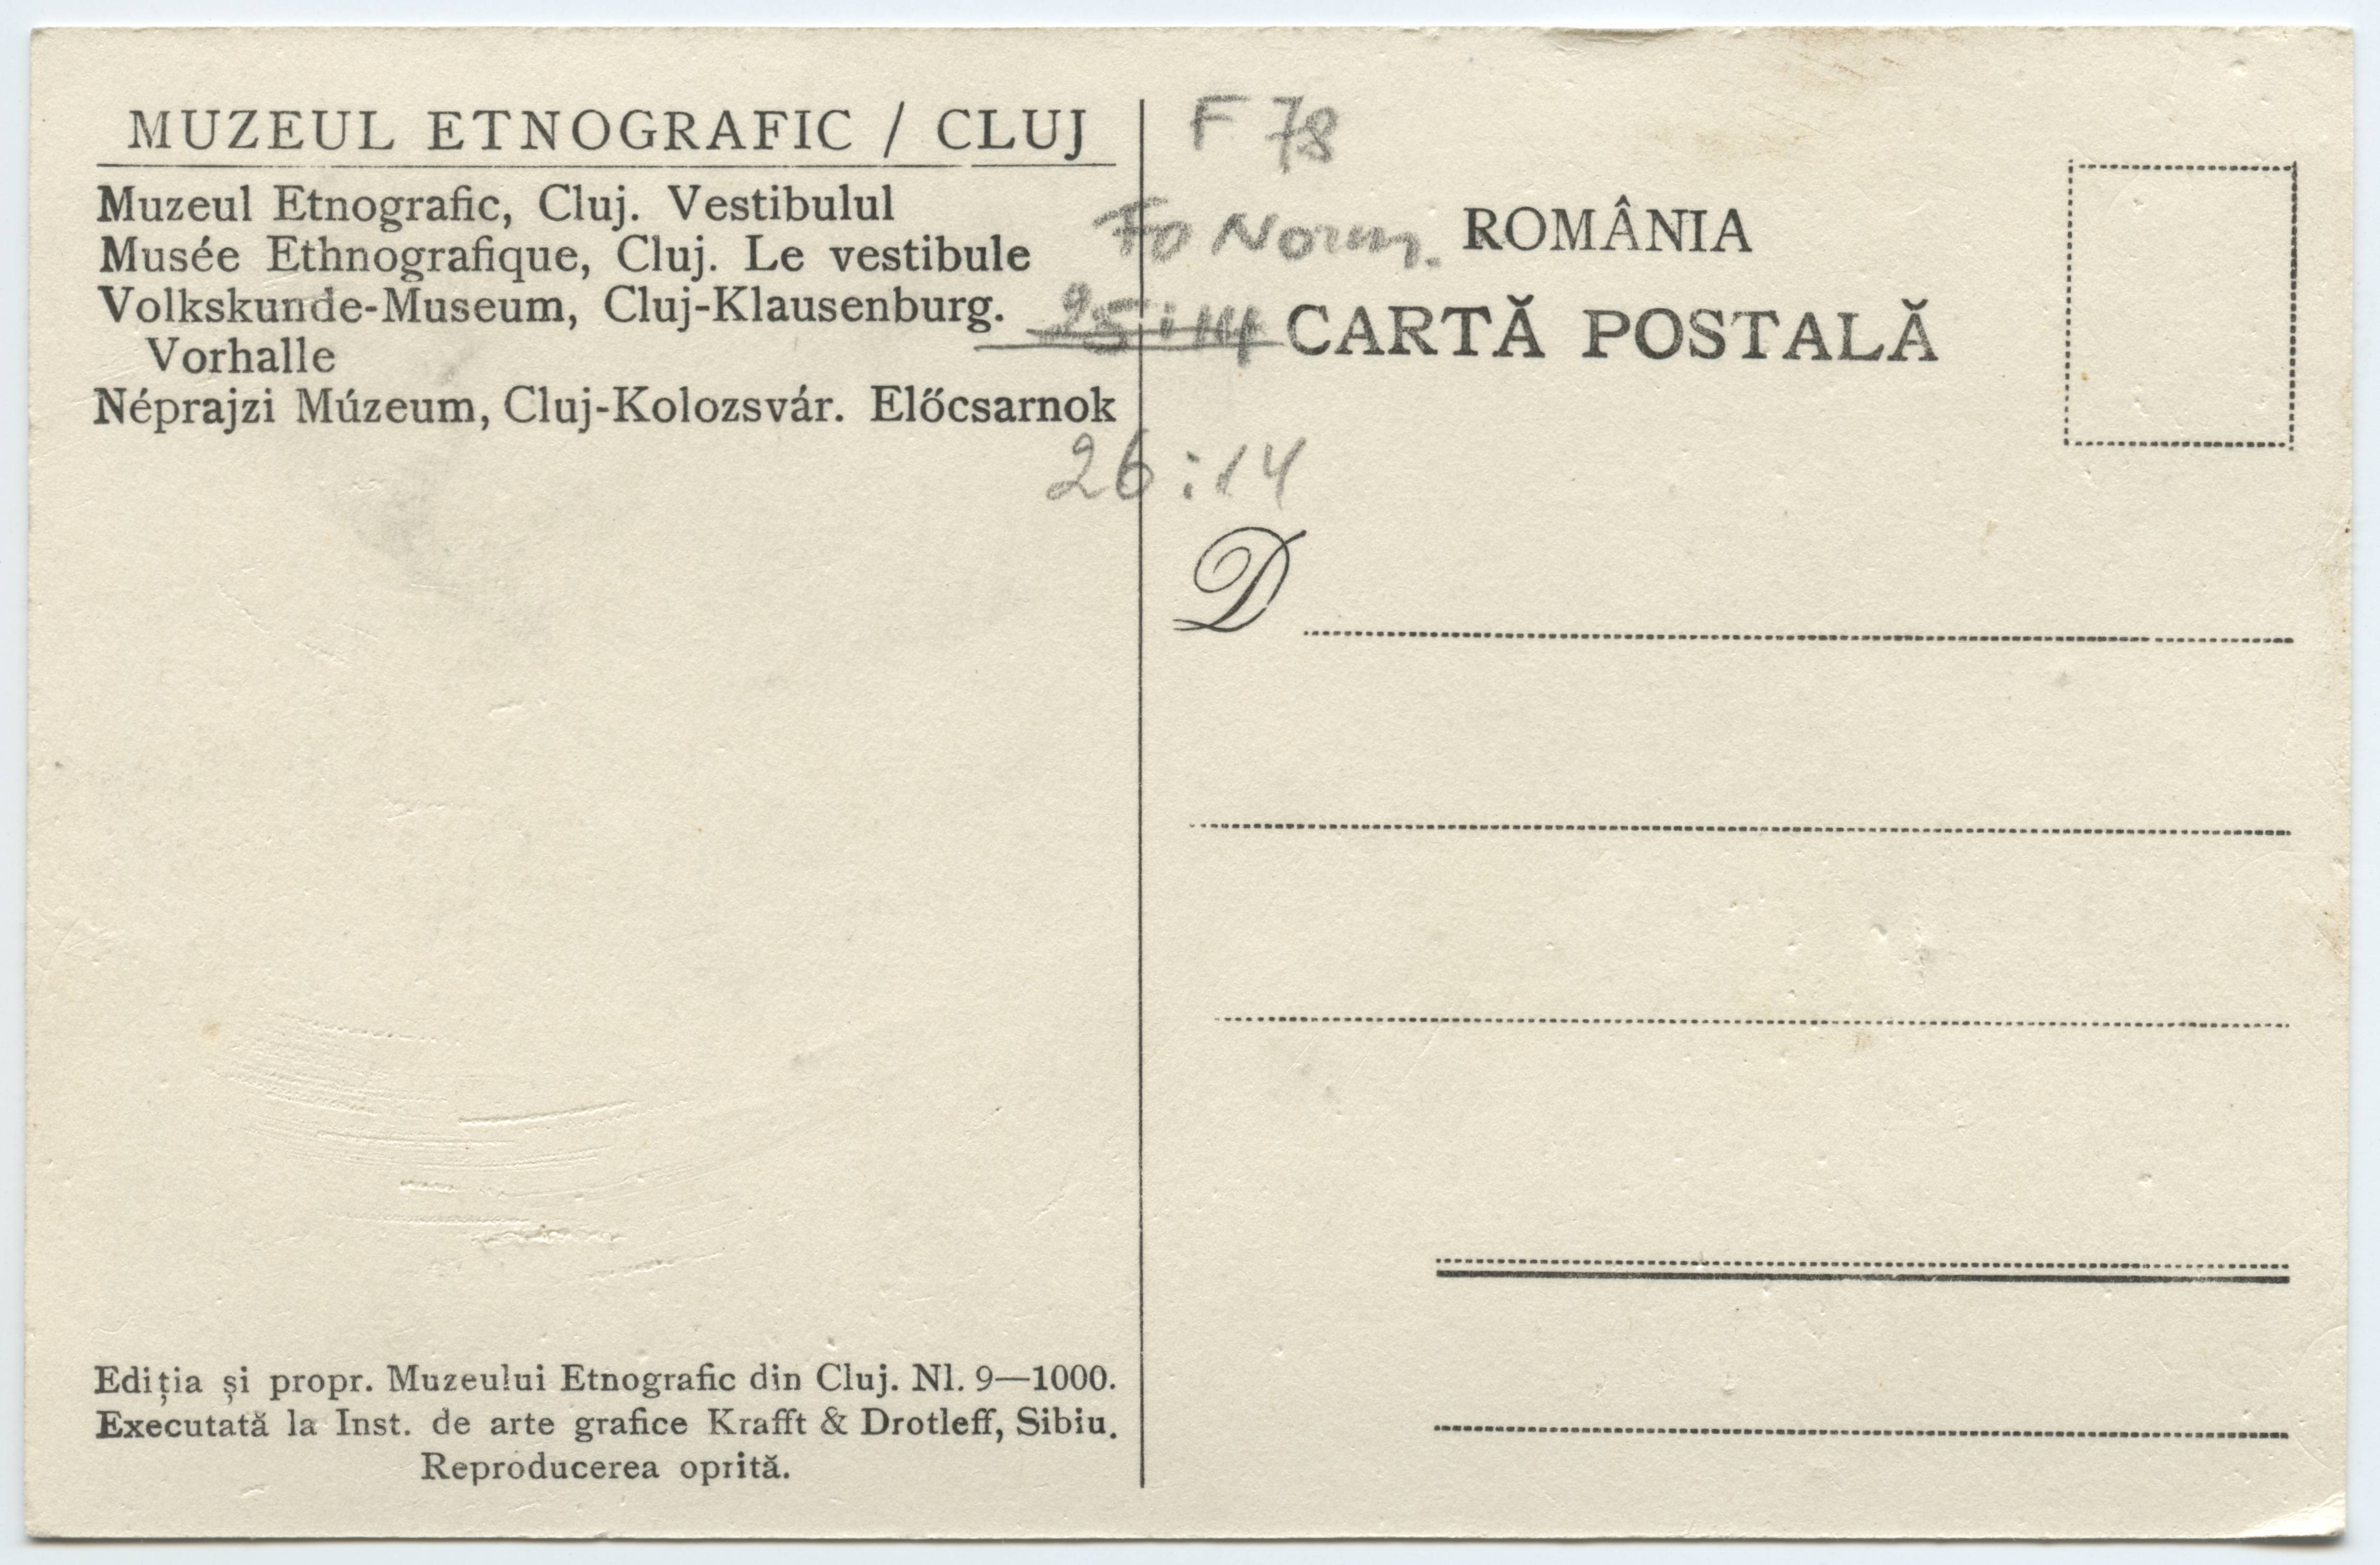 MUZEUL ETNOGRAFIC / CLUJ
Muzeul Etnografic, Cluj. Vestibulul
Musée Ethnografique, Cluj. Le vestibule
Volkskunde-Museum, Cluj-Klausenburg.
Vorhalle
Néprajzi Múzeum, Cluj-Kolozsvár. Előcsarnok
Ediția și propr. Muzeului Etnografic din Cluj. Nl. 9—1000.
Executată la Inst. de arte grafice Krafft & Drotleff, Sibiu.
Reproducerea oprită.
F 78
Fo Norm.
ROMÂNIA
CARTĂ POSTALĂ
26:14
D